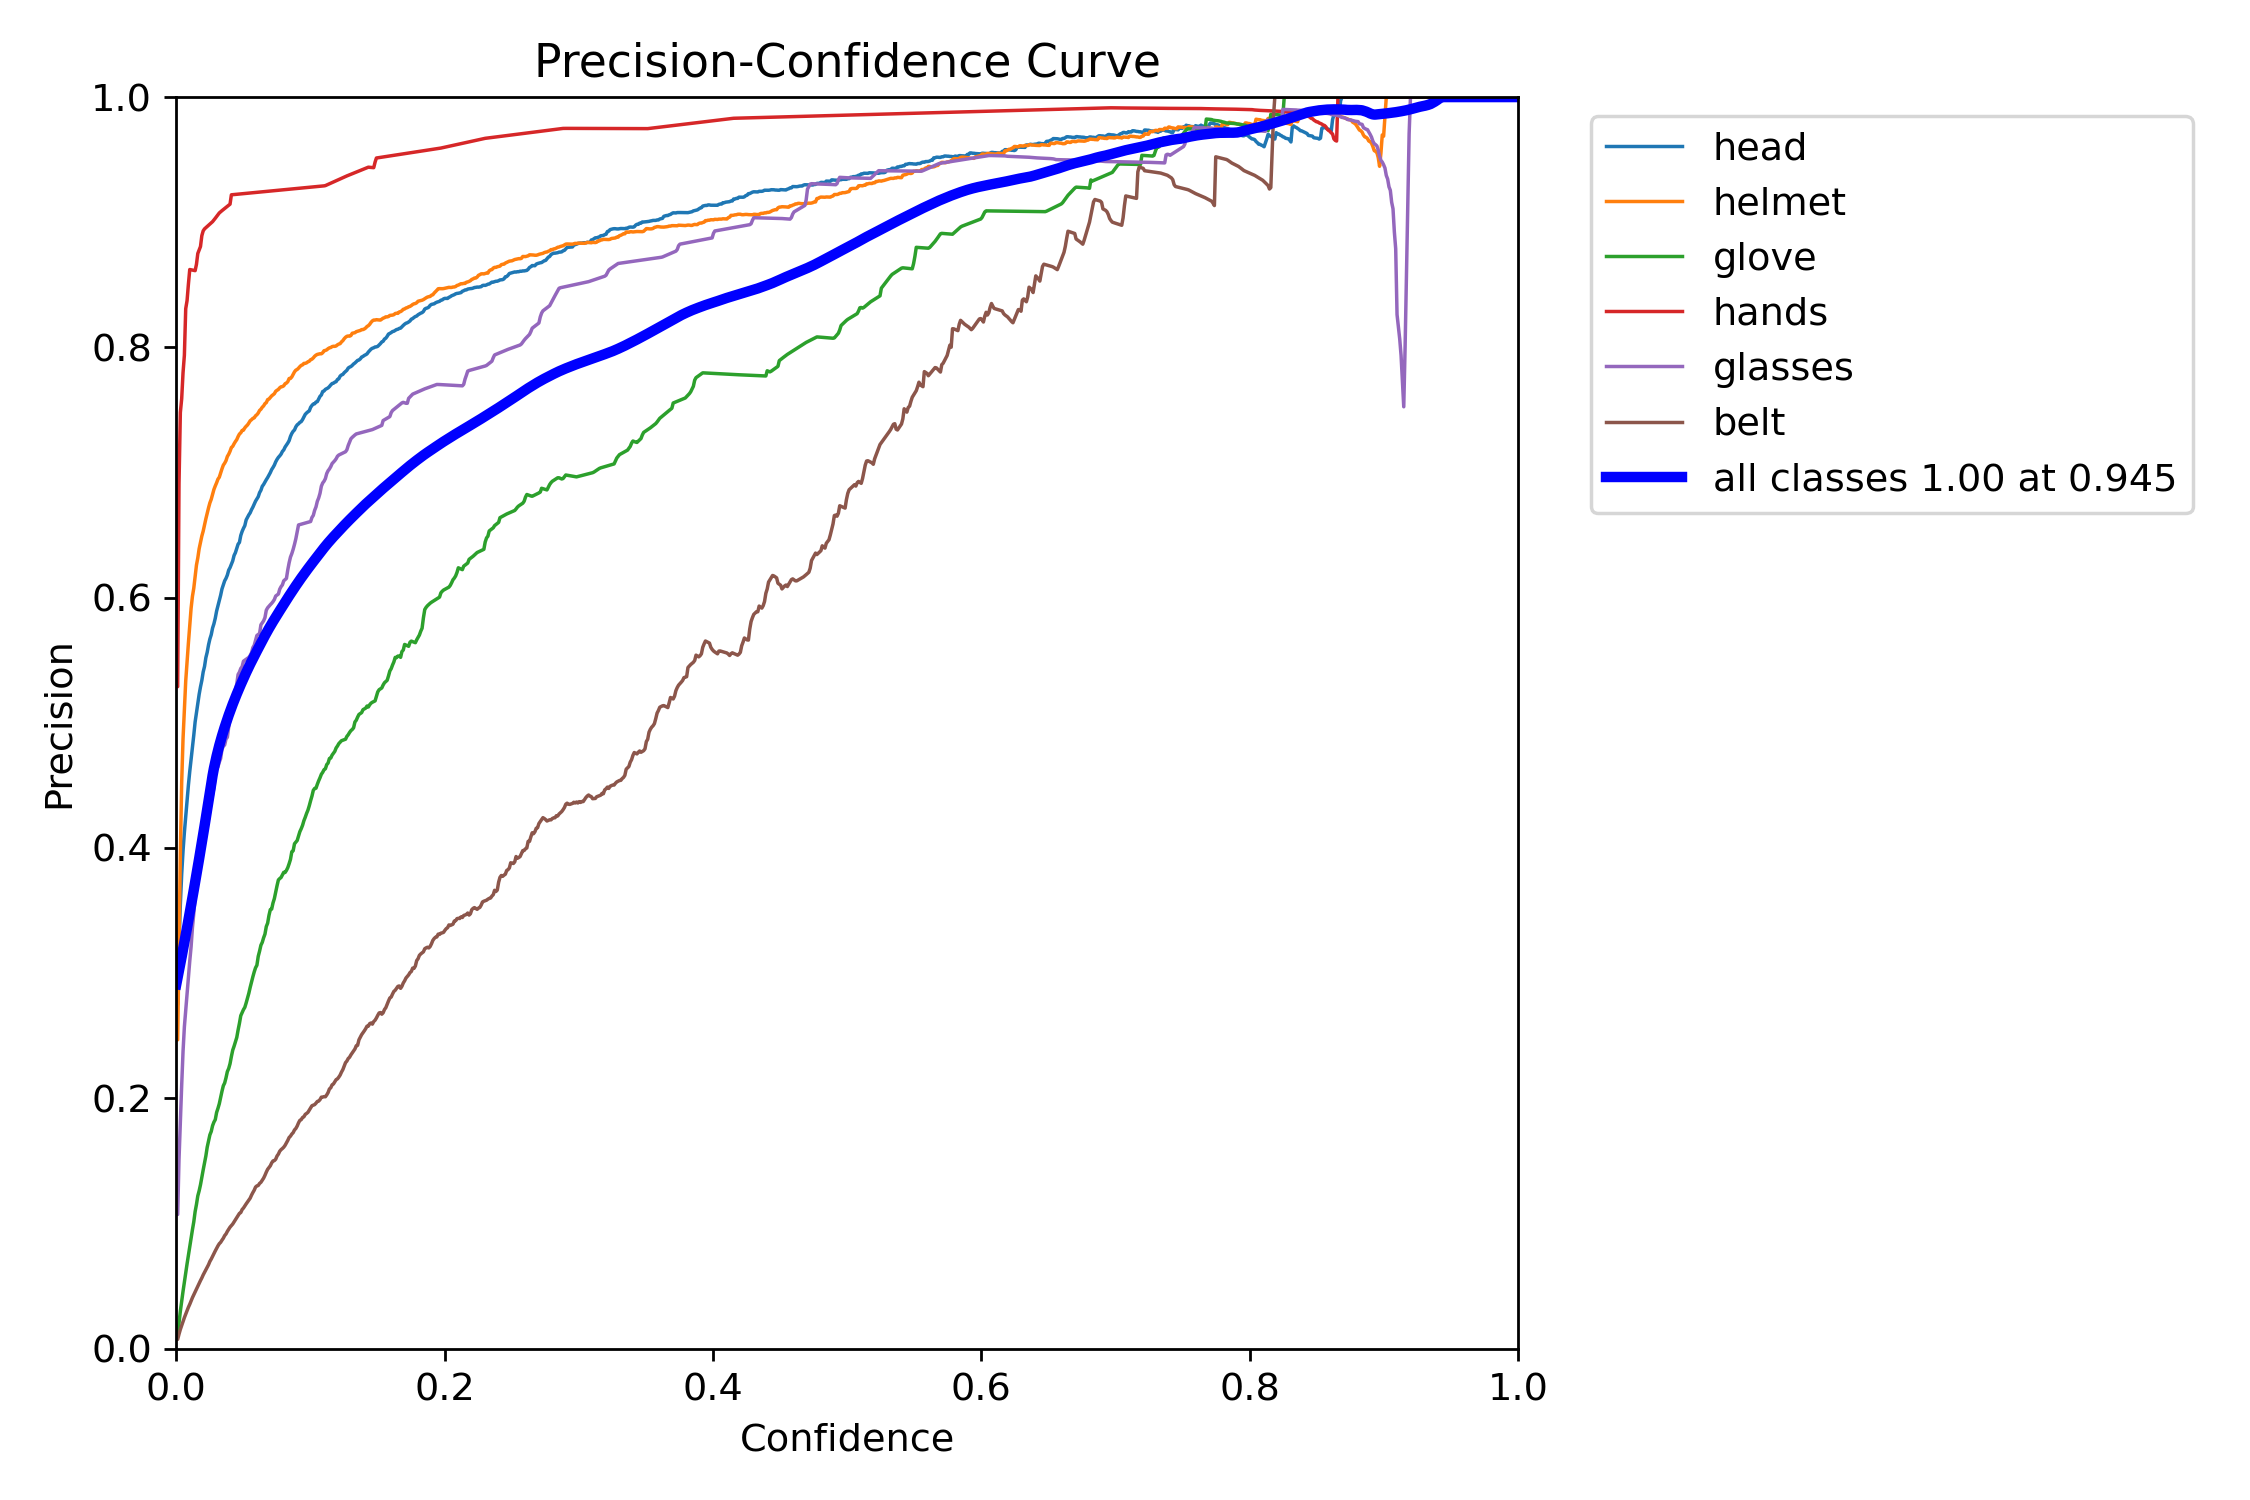 Precision-Confidence Curve
1.0
0.8
0.6
0.4
0.2
0.0
Precision
0.0 0.2 0.4 0.6 0.8 1.0
Confidence
head
helmet
glove
hands
glasses
belt
all classes 1.00 at 0.945